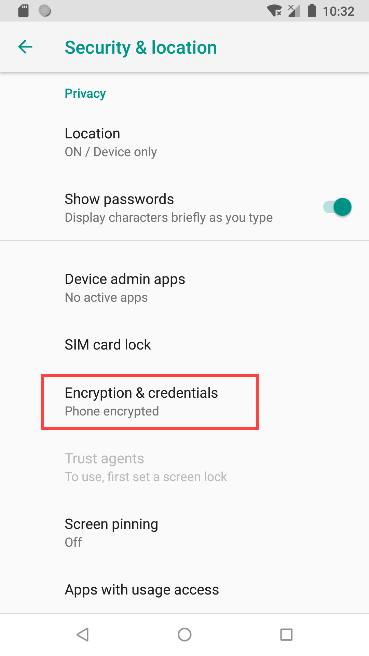 10:32
Security & location
Privacy
Location
ON / Device only
Show passwords
Display characters briefly as you type
Device admin apps
No active apps
SIM card lock
Encryption & credentials
Phone encrypted
Trust agents
To use, first set a screen lock
Screen pinning
Off
Apps with usage access